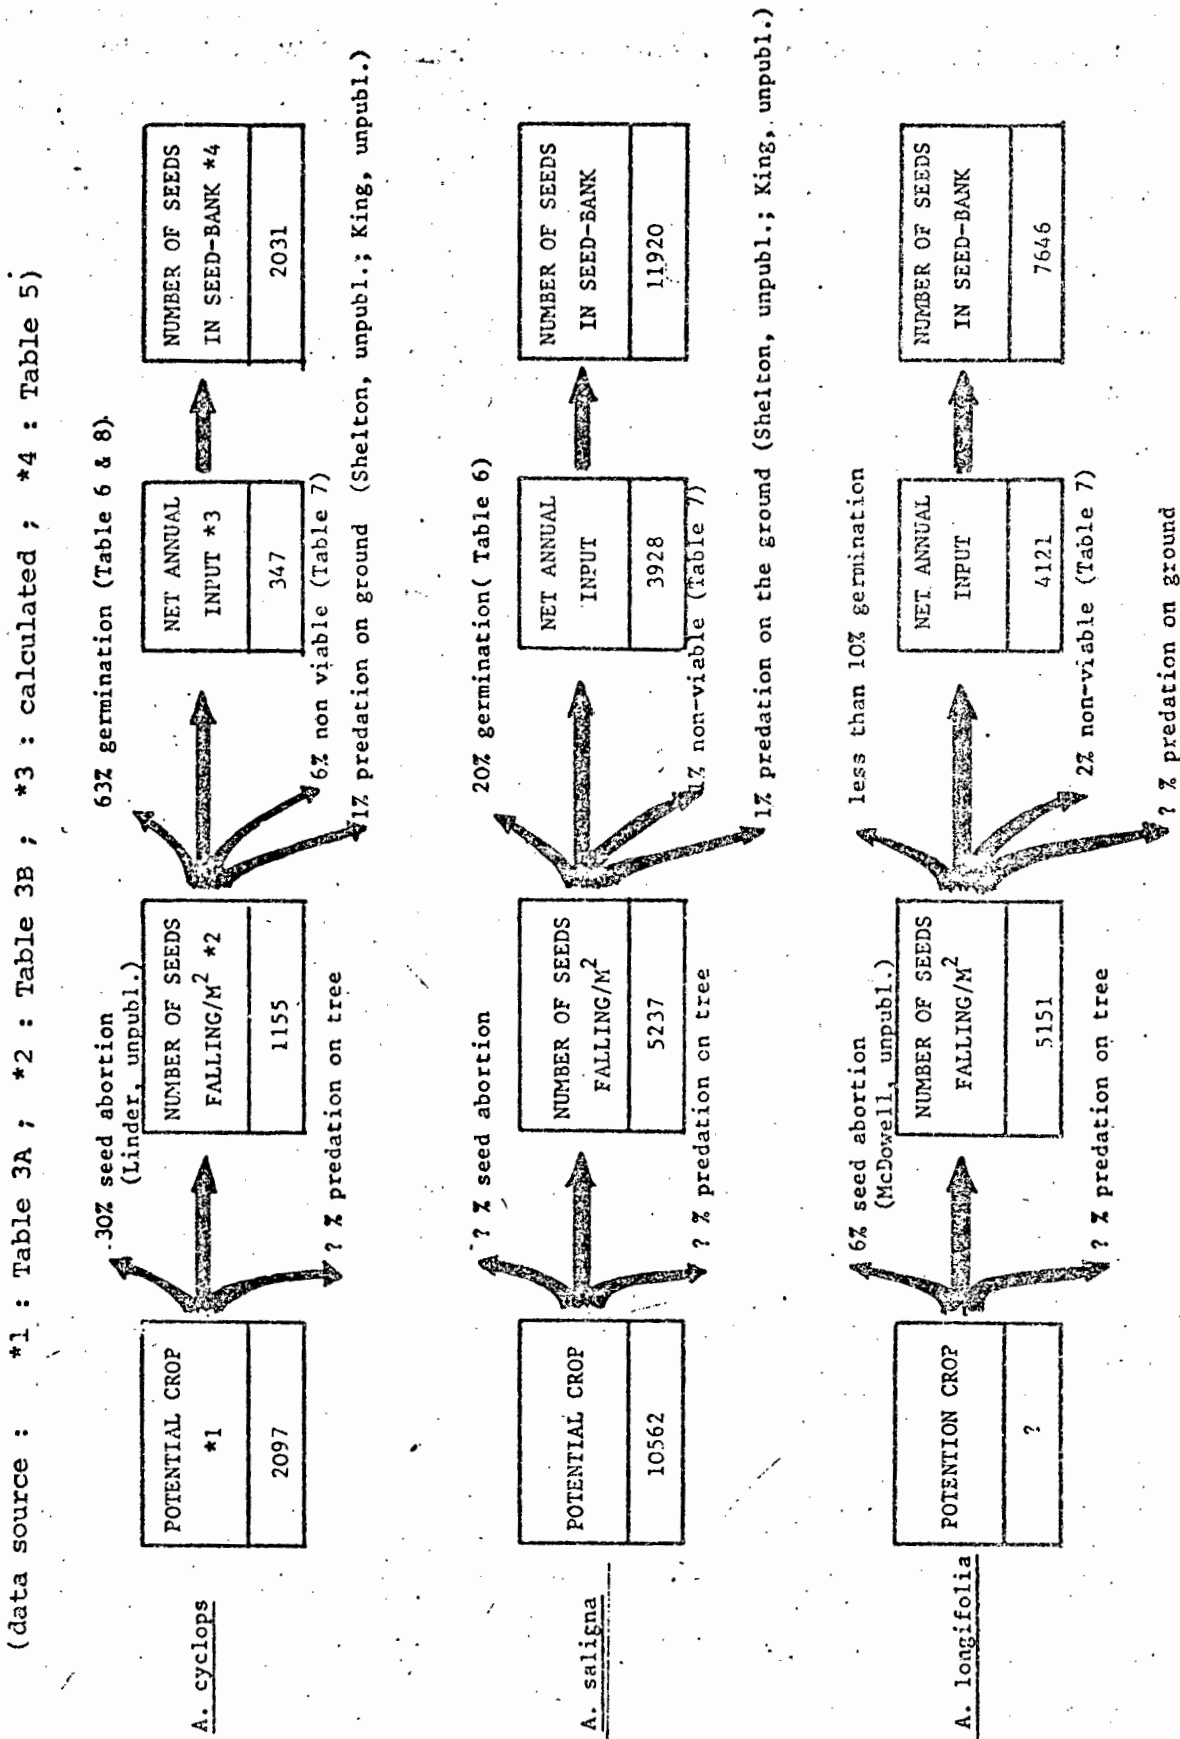 (data source : *1 : Table 3A ; *2 : Table 3B ; *3 : calculated ; *4 : Table 5)
A. cyclops
POTENTIAL CROP
*1
2097
30% seed abortion
(Linder, unpubl.)
? % predation on tree
NUMBER OF SEEDS
FALLING/M² *2
1155
63% germination (Table 6 & 8)
6% non viable (Table 7)
1% predation on ground (Shelton, unpubl.; King, unpubl.)
NET ANNUAL
INPUT *3
347
NUMBER OF SEEDS
IN SEED-BANK *4
2031
A. saligna
POTENTIAL CROP
10562
? % seed abortion
? % predation on tree
NUMBER OF SEEDS
FALLING/M²
5237
20% germination( Table 6)
1% non-viable (Table 7)
1% predation on the ground (Shelton, unpubl.; King, unpubl.)
NET ANNUAL
INPUT
3928
NUMBER OF SEEDS
IN SEED-BANK
11920
A. longifolia
POTENTION CROP
?
6% seed abortion
(McDowell, unpubl.)
? % predation on tree
NUMBER OF SEEDS
FALLING/M²
5151
less than 10% germination
2% non-viable (Table 7)
? % predation on ground
NET ANNUAL
INPUT
4121
NUMBER OF SEEDS
IN SEED-BANK
7646